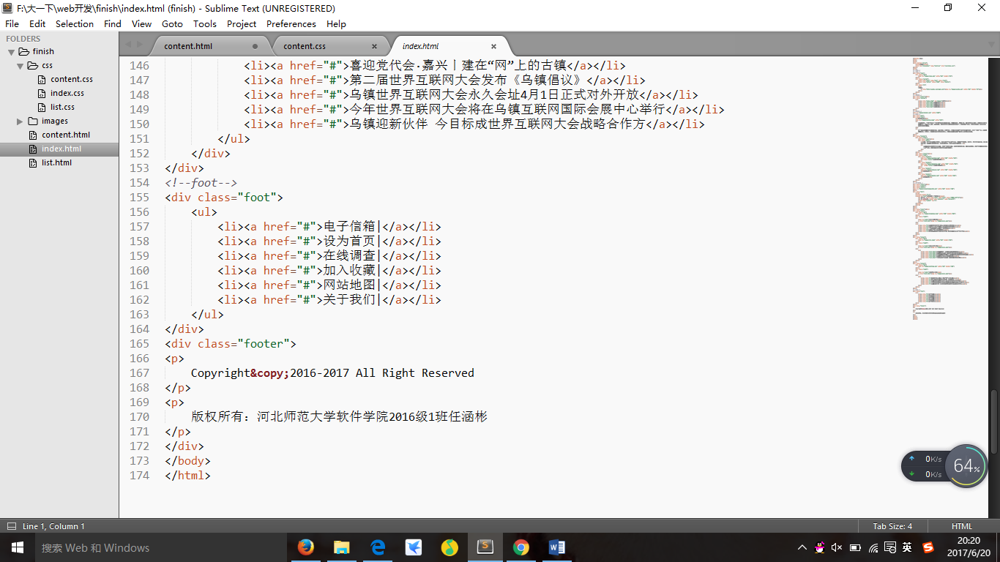 F:\大一下\web开发\finish\index.html (finish) - Sublime Text (UNREGISTERED)
File Edit Selection Find View Goto Tools Project Preferences Help
FOLDERS
finish
css
content.css
index.css
list.css
images
content.html
index.html
list.html
content.html content.css index.html
146 <li><a href="#">喜迎党代会·嘉兴丨建在“网”上的古镇</a></li>
147 <li><a href="#">第二届世界互联网大会发布《乌镇倡议》</a></li>
148 <li><a href="#">乌镇世界互联网大会永久会址4月1日正式对外开放</a></li>
149 <li><a href="#">今年世界互联网大会将在乌镇互联网国际会展中心举行</a></li>
150 <li><a href="#">乌镇迎新伙伴 今目标成世界互联网大会战略合作方</a></li>
151 </ul>
152 </div>
153 </div>
154 <!--foot-->
155 <div class="foot">
156 <ul>
157 <li><a href="#">电子信箱|</a></li>
158 <li><a href="#">设为首页|</a></li>
159 <li><a href="#">在线调查|</a></li>
160 <li><a href="#">加入收藏|</a></li>
161 <li><a href="#">网站地图|</a></li>
162 <li><a href="#">关于我们|</a></li>
163 </ul>
164 </div>
165 <div class="footer">
166 <p>
167 Copyright&copy;2016-2017 All Right Reserved
168 </p>
169 <p>
170 版权所有：河北师范大学软件学院2016级1班任涵彬
171 </p>
172 </div>
173 </body>
174 </html>
0K/s
0K/s
64%
Line 1, Column 1 Tab Size: 4 HTML
搜索 Web 和 Windows
英
20:20
2017/6/20